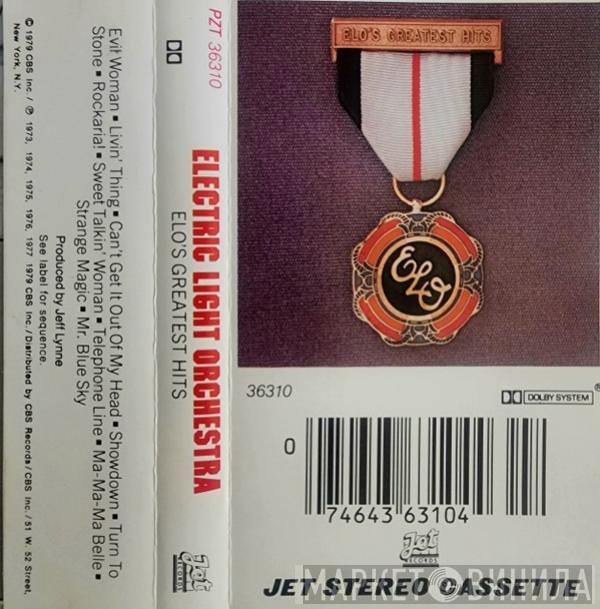 © 1979 CBS Inc. / ℗ 1973, 1974, 1975, 1976, 1977 1979 CBS Inc./Distributed by CBS Records/CBS Inc./51 W. 52 Street,
New York, N.Y.
Evil Woman ▪ Livin' Thing ▪ Can't Get It Out Of My Head ▪ Showdown ▪ Turn To
Stone ▪ Rockaria! ▪ Sweet Talkin' Woman ▪ Telephone Line ▪ Ma-Ma-Ma Belle ▪
Strange Magic ▪ Mr. Blue Sky
Produced by Jeff Lynne
See label for sequence.
PZT 36310
ELECTRIC LIGHT ORCHESTRA
ELO'S GREATEST HITS
Jet
RECORDS
ELO'S GREATEST HITS
ELO
36310
DOLBY SYSTEM®
0
74643 63104
Jet
RECORDS
JET STEREO CASSETTE
МАРКЕТ ВИНИЛА